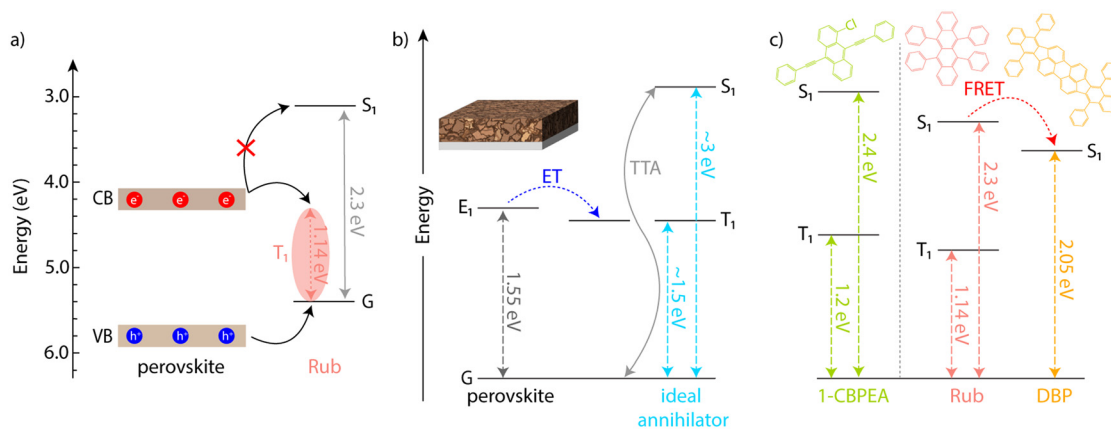 a)
Energy (eV)
3.0
4.0
5.0
6.0
CB
e⁻ e⁻ e⁻
VB
h⁺ h⁺ h⁺
perovskite
S₁
2.3 eV
T₁
1.14 eV
G
Rub
b)
Energy
E₁
ET
1.55 eV
G
perovskite
TTA
S₁
~3 eV
T₁
~1.5 eV
ideal
annihilator
c)
Cl
S₁
2.4 eV
T₁
1.2 eV
1-CBPEA
FRET
S₁
2.3 eV
T₁
1.14 eV
Rub
S₁
2.05 eV
DBP